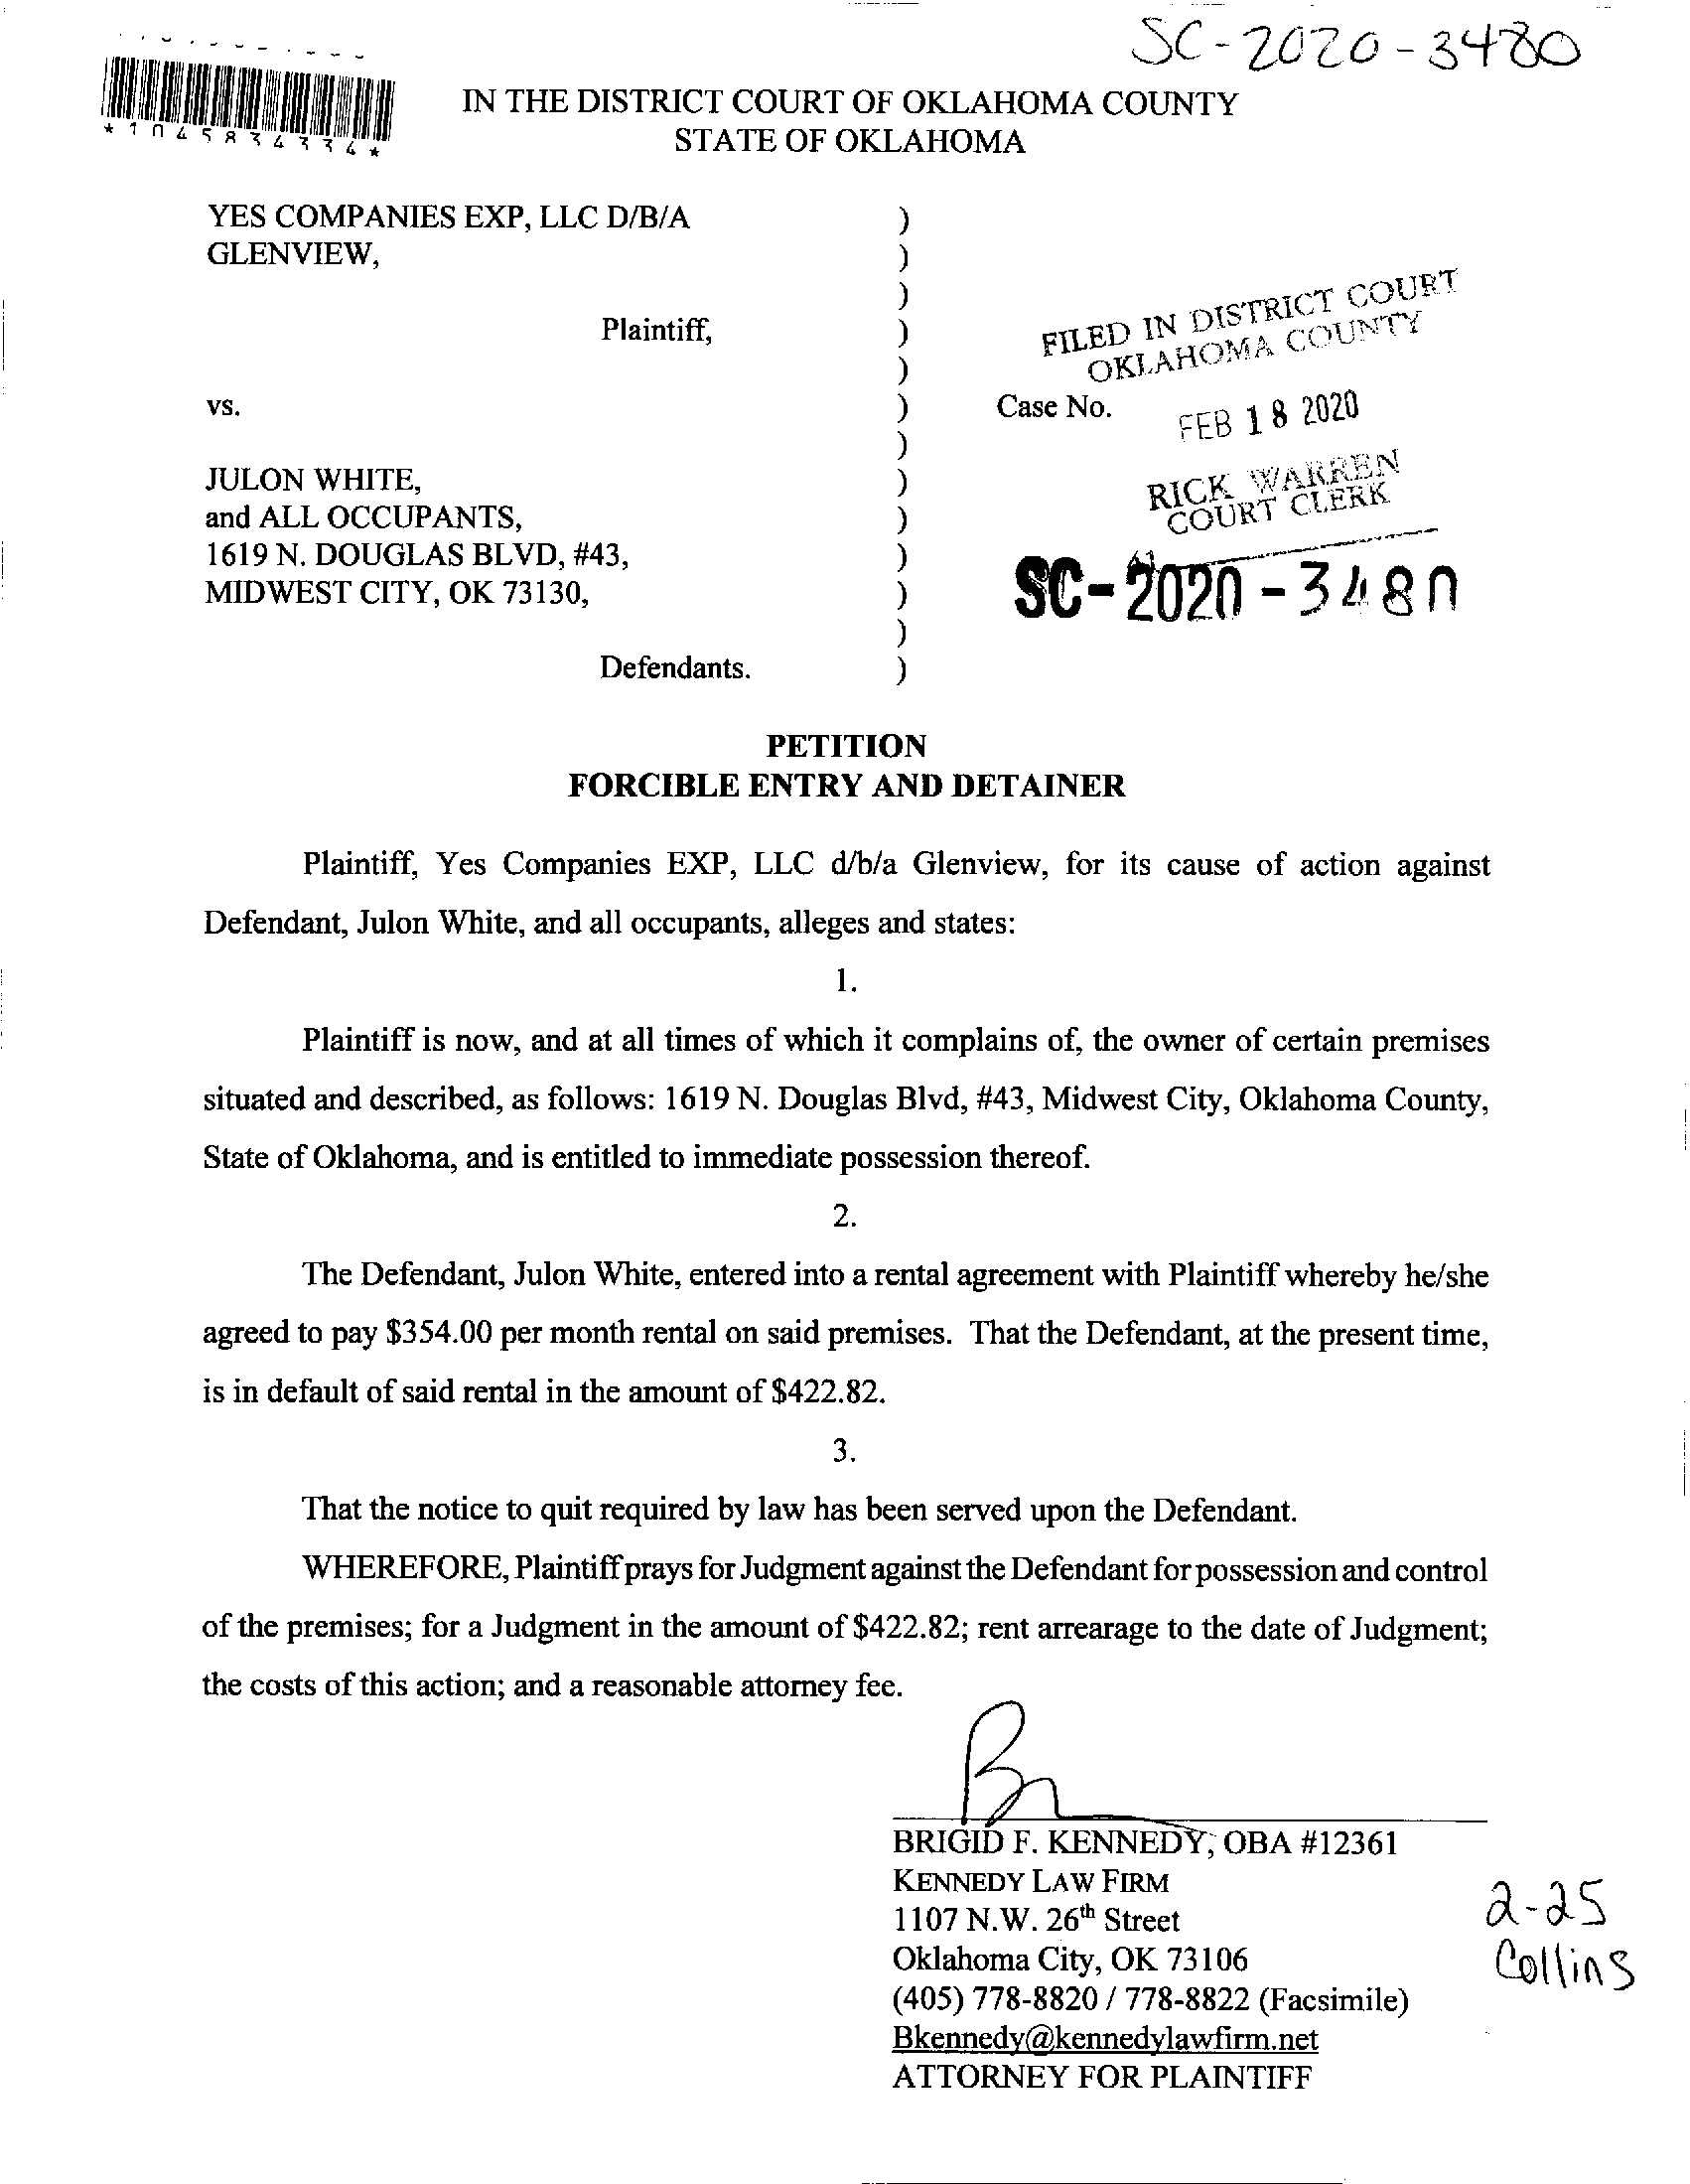 SC-2020-3480
*1045834334*
IN THE DISTRICT COURT OF OKLAHOMA COUNTY
STATE OF OKLAHOMA
YES COMPANIES EXP, LLC D/B/A )
GLENVIEW, )
)
Plaintiff, )
)
vs. )
)
JULON WHITE, )
and ALL OCCUPANTS, )
1619 N. DOUGLAS BLVD, #43, )
MIDWEST CITY, OK 73130, )
)
Defendants. )
FILED IN DISTRICT COURT
OKLAHOMA COUNTY
Case No.
FEB 18 2020
RICK WARREN
COURT CLERK
SC-2020-3480
PETITION
FORCIBLE ENTRY AND DETAINER
Plaintiff, Yes Companies EXP, LLC d/b/a Glenview, for its cause of action against
Defendant, Julon White, and all occupants, alleges and states:
1.
Plaintiff is now, and at all times of which it complains of, the owner of certain premises
situated and described, as follows: 1619 N. Douglas Blvd, #43, Midwest City, Oklahoma County,
State of Oklahoma, and is entitled to immediate possession thereof.
2.
The Defendant, Julon White, entered into a rental agreement with Plaintiff whereby he/she
agreed to pay $354.00 per month rental on said premises. That the Defendant, at the present time,
is in default of said rental in the amount of $422.82.
3.
That the notice to quit required by law has been served upon the Defendant.
WHEREFORE, Plaintiff prays for Judgment against the Defendant for possession and control
of the premises; for a Judgment in the amount of $422.82; rent arrearage to the date of Judgment;
the costs of this action; and a reasonable attorney fee.
BRIGID F. KENNEDY, OBA #12361
KENNEDY LAW FIRM
1107 N.W. 26th Street
Oklahoma City, OK 73106
(405) 778-8820 / 778-8822 (Facsimile)
Bkennedy@kennedylawfirm.net
ATTORNEY FOR PLAINTIFF
2-25
Collins